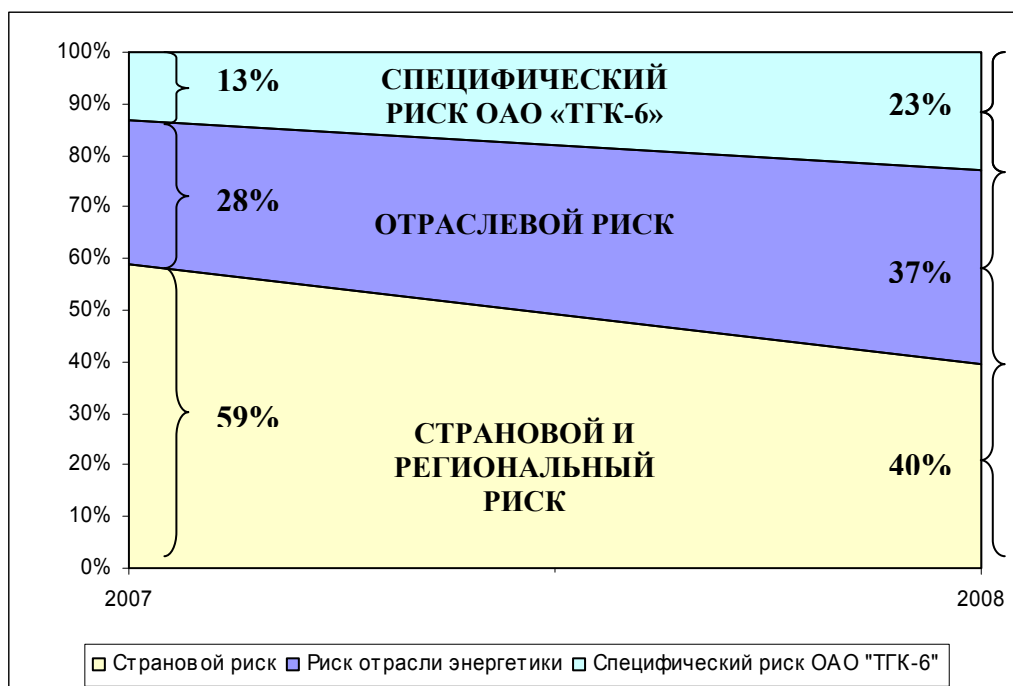 100%
90%
80%
70%
60%
50%
40%
30%
20%
10%
0%
13%
СПЕЦИФИЧЕСКИЙ
РИСК ОАО «ТГК-6»
23%
28%
ОТРАСЛЕВОЙ РИСК
37%
59%
СТРАНОВОЙ И
РЕГИОНАЛЬНЫЙ
РИСК
40%
2007
2008
Страновой риск
Риск отрасли энергетики
Специфический риск ОАО "ТГК-6"